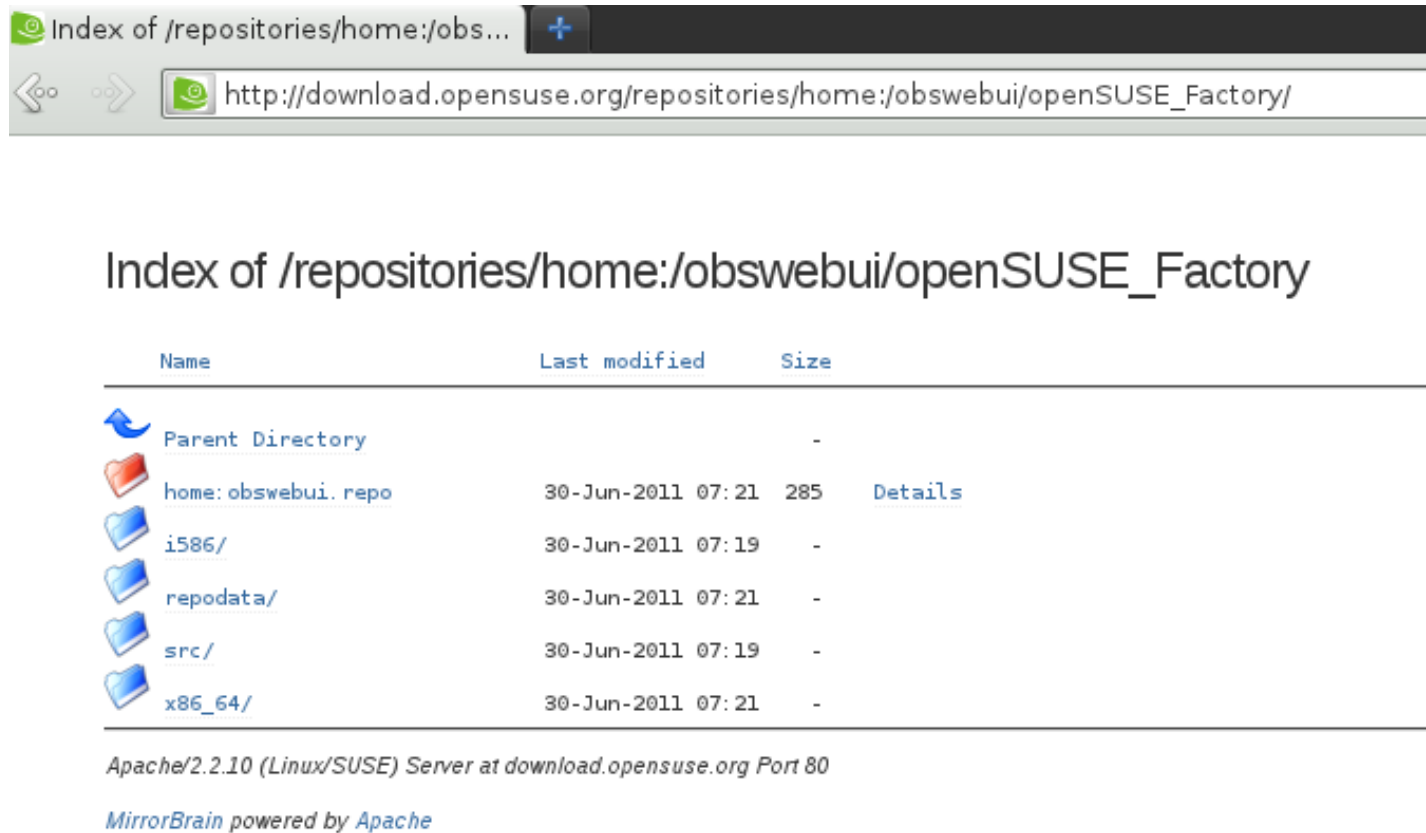 Index of /repositories/home:/obs...
http://download.opensuse.org/repositories/home:/obswebui/openSUSE_Factory/
Index of /repositories/home:/obswebui/openSUSE_Factory
Name Last modified Size
Parent Directory -
home:obswebui.repo 30-Jun-2011 07:21 285 Details
i586/ 30-Jun-2011 07:19 -
repodata/ 30-Jun-2011 07:21 -
src/ 30-Jun-2011 07:19 -
x86_64/ 30-Jun-2011 07:21 -
Apache/2.2.10 (Linux/SUSE) Server at download.opensuse.org Port 80
MirrorBrain powered by Apache